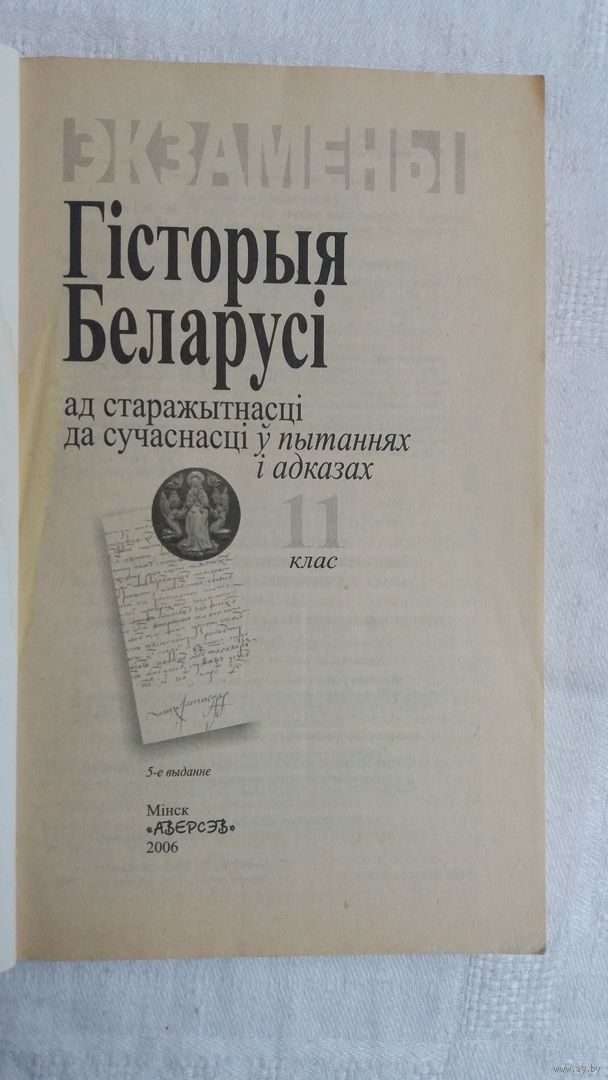 ЭКЗАМЕНЫ
Гісторыя
Беларусі
ад старажытнасці
да сучаснасці ў пытаннях
і адказах
11
клас
5-е выданне
Мінск
«АВЕРСЭВ»
2006
www.ay.by